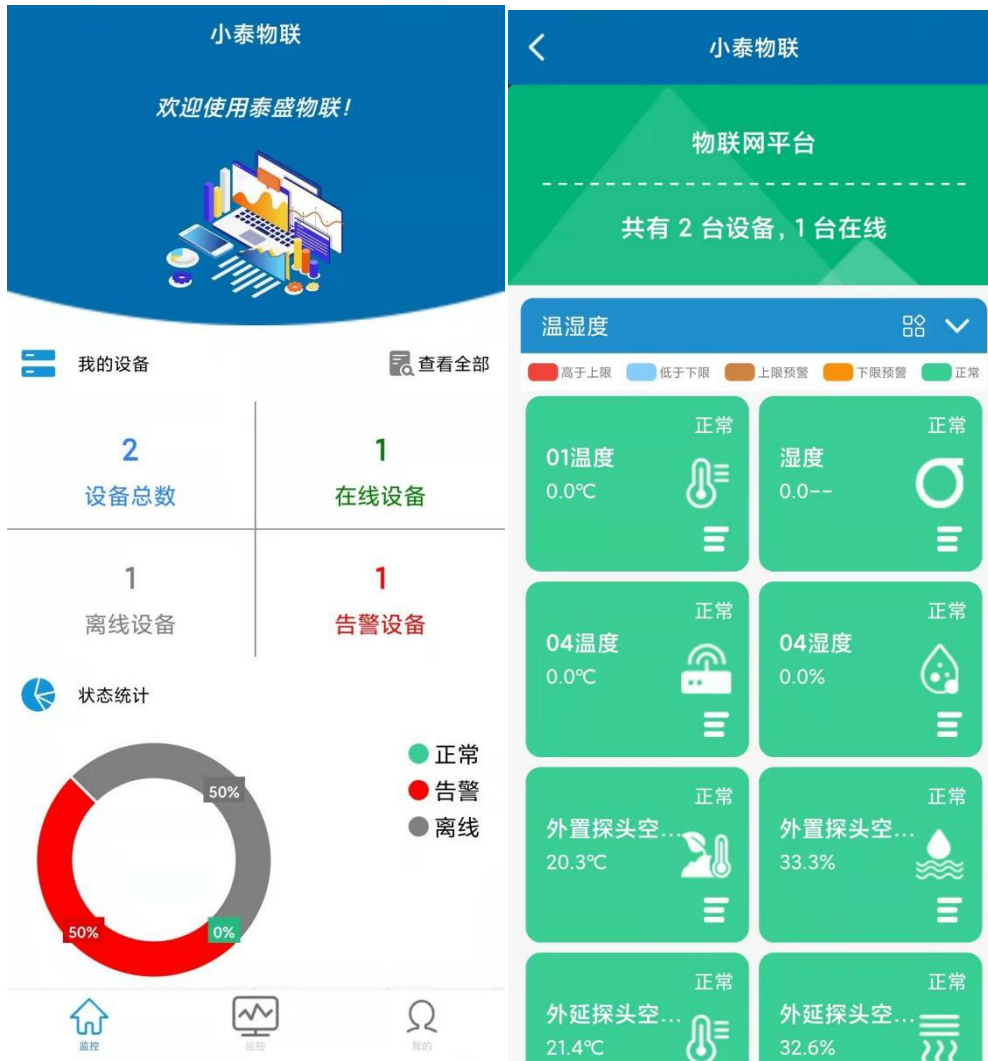 小泰物联
欢迎使用泰盛物联!
我的设备
查看全部
2
设备总数
1
在线设备
1
离线设备
1
告警设备
状态统计
50%
50%
0%
正常
告警
离线
监控
监控
我的
小泰物联
物联网平台
共有 2 台设备, 1 台在线
温湿度
高于上限 低于下限 上限预警 下限预警 正常
正常
01温度
0.0℃
正常
湿度
0.0--
正常
04温度
0.0℃
正常
04湿度
0.0%
正常
外置探头空...
20.3℃
正常
外置探头空...
33.3%
正常
外延探头空...
21.4℃
正常
外延探头空...
32.6%